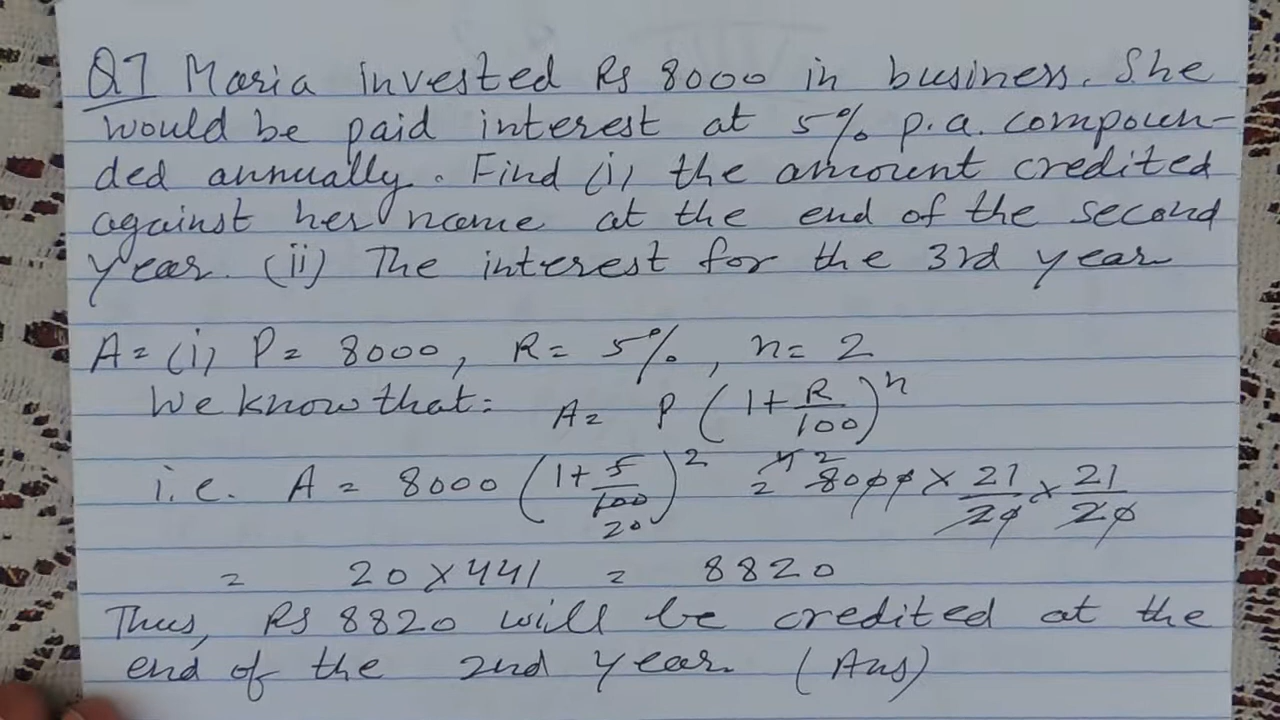 Q7 Maria invested Rs 8000 in business. She
would be paid interest at 5% p.a. compoun-
ded annually. Find (i) the amount credited
against her name at the end of the second
year. (ii) The interest for the 3rd year
A= (i) P= 8000, R= 5%, n= 2
We know that: A= P (1+ R/100)^n
i.e. A = 8000 (1+ 5/100 20)^2 = 4 2 8000 × 21/20 × 21/20
= 20 × 441 = 8820
Thus, Rs 8820 will be credited at the
end of the 2nd year. (Ans)